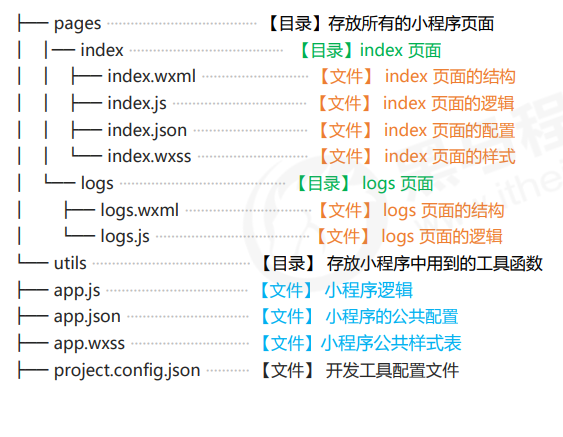 ├── pages ································ 【目录】存放所有的小程序页面
│ ├── index ····························· 【目录】index 页面
│ │ ├── index.wxml ·················· 【文件】 index 页面的结构
│ │ ├── index.js ······················ 【文件】 index 页面的逻辑
│ │ ├── index.json ··················· 【文件】 index 页面的配置
│ │ └── index.wxss ·················· 【文件】 index 页面的样式
│ └── logs ······························ 【目录】 logs 页面
│ ├── logs.wxml ···················· 【文件】logs 页面的结构
│ └── logs.js ························ 【文件】logs 页面的逻辑
└── utils ·································· 【目录】 存放小程序中用到的工具函数
├── app.js ······························· 【文件】 小程序逻辑
├── app.json ···························· 【文件】 小程序的公共配置
├── app.wxss ··························· 【文件】小程序公共样式表
├── project.config.json ·········· 【文件】 开发工具配置文件